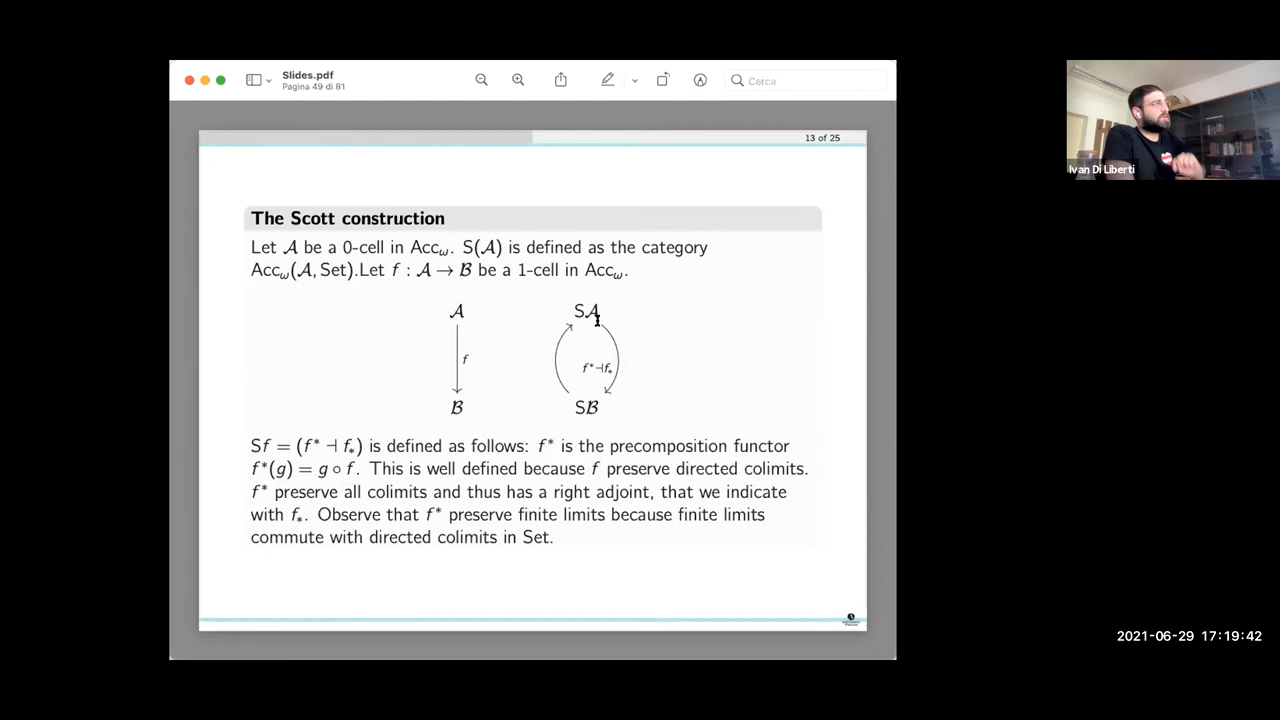 Slides.pdf
Pagina 49 di 81
Cerca
13 of 25
The Scott construction
Let 𝒜 be a 0-cell in Acc_ω. S(𝒜) is defined as the category
Acc_ω(𝒜, Set).Let f : 𝒜 → ℬ be a 1-cell in Acc_ω.
𝒜 S𝒜
f f* ⊣ f_*
ℬ Sℬ
Sf = (f* ⊣ f_*) is defined as follows: f* is the precomposition functor
f*(g) = g ∘ f. This is well defined because f preserve directed colimits.
f* preserve all colimits and thus has a right adjoint, that we indicate
with f_*. Observe that f* preserve finite limits because finite limits
commute with directed colimits in Set.
Ivan Di Liberti
2021-06-29 17:19:42